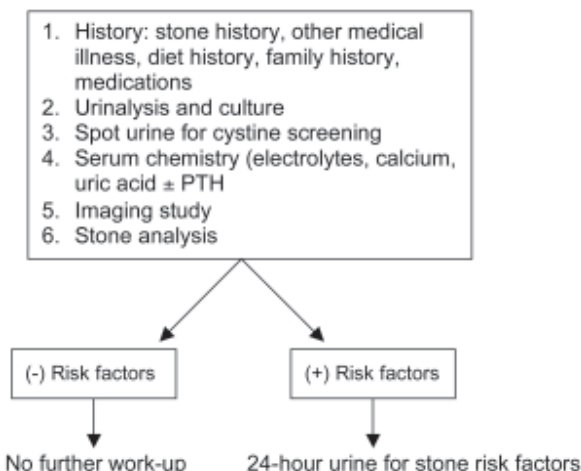 1. History: stone history, other medical
illness, diet history, family history,
medications
2. Urinalysis and culture
3. Spot urine for cystine screening
4. Serum chemistry (electrolytes, calcium,
uric acid ± PTH
5. Imaging study
6. Stone analysis
(-) Risk factors
(+) Risk factors
No further work-up
24-hour urine for stone risk factors